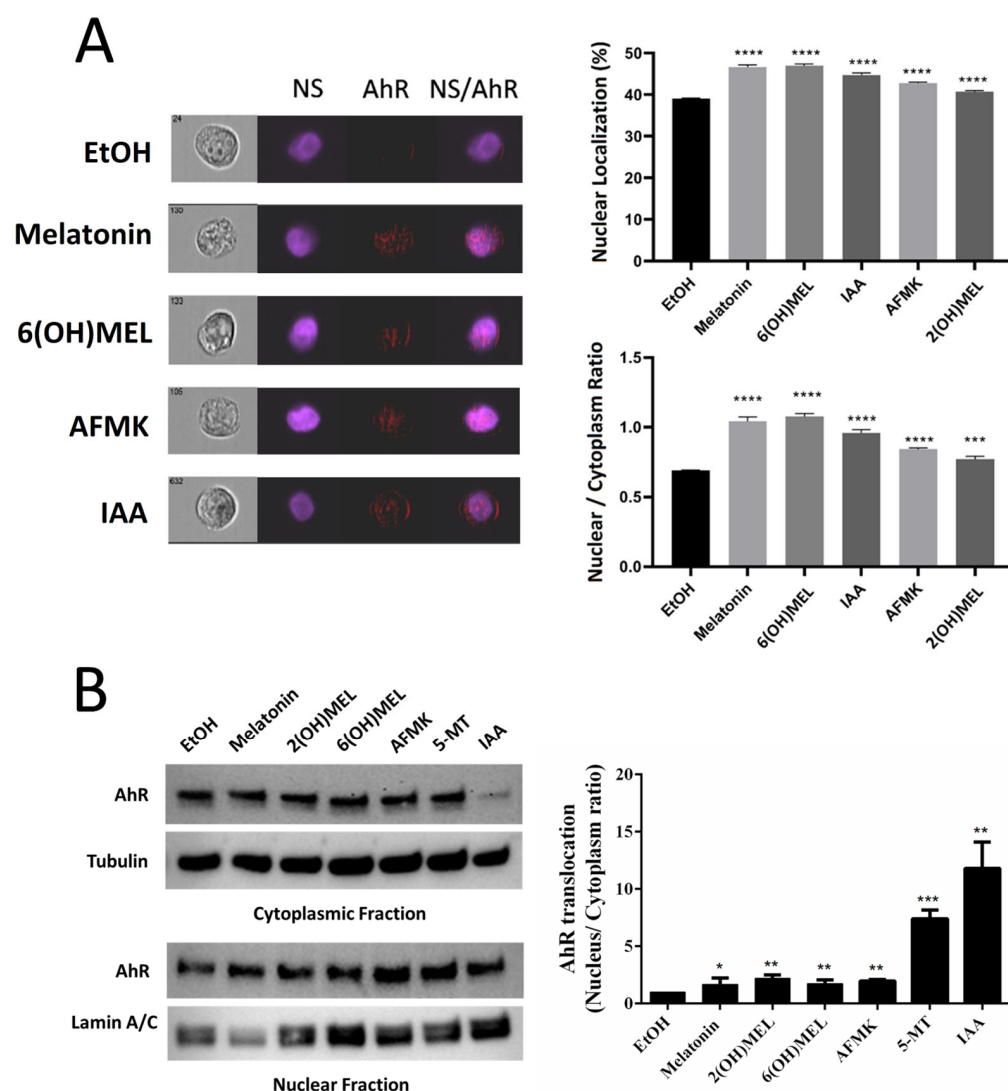 A
NS AhR NS/AhR
EtOH
24
Melatonin
130
6(OH)MEL
133
AFMK
105
IAA
632
Nuclear Localization (%)
50
40
30
20
10
0
**** **** **** **** ****
EtOH Melatonin 6(OH)MEL IAA AFMK 2(OH)MEL
Nuclear / Cytoplasm Ratio
1.5
1.0
0.5
0.0
**** **** **** **** ***
EtOH Melatonin 6(OH)MEL IAA AFMK 2(OH)MEL
B
EtOH Melatonin 2(OH)MEL 6(OH)MEL AFMK 5-MT IAA
AhR
Tubulin
Cytoplasmic Fraction
AhR
Lamin A/C
Nuclear Fraction
AhR translocation
(Nucleus/ Cytoplasm ratio)
20
15
10
5
0
* ** ** ** *** **
EtOH Melatonin 2(OH)MEL 6(OH)MEL AFMK 5-MT IAA